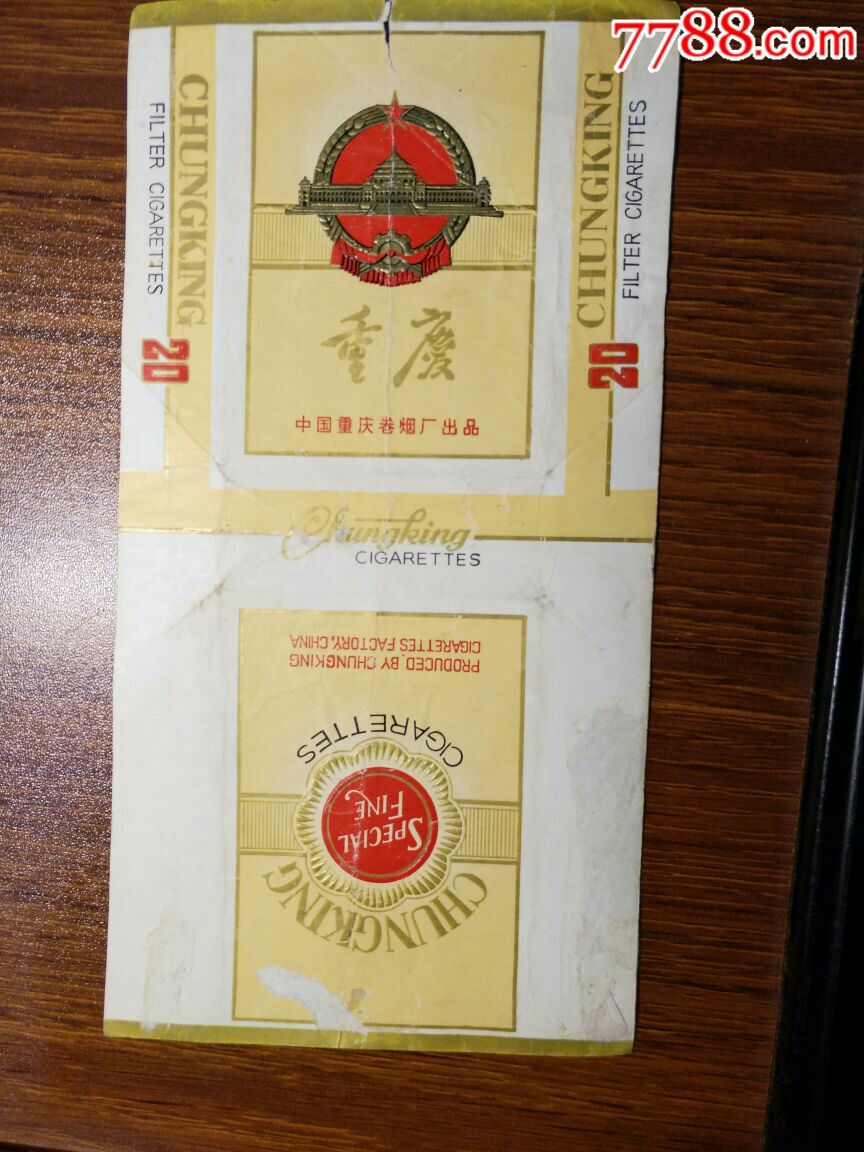 7788.com
CHUNGKING
FILTER CIGARETTES
20
CHUNGKING
FILTER CIGARETTES
20
重慶
中国重庆卷烟厂出品
Chungking
CIGARETTES
PRODUCED BY CHUNGKING
CIGARETTES FACTORY, CHINA
CIGARETTES
SPECIAL
FINE
CHUNGKING